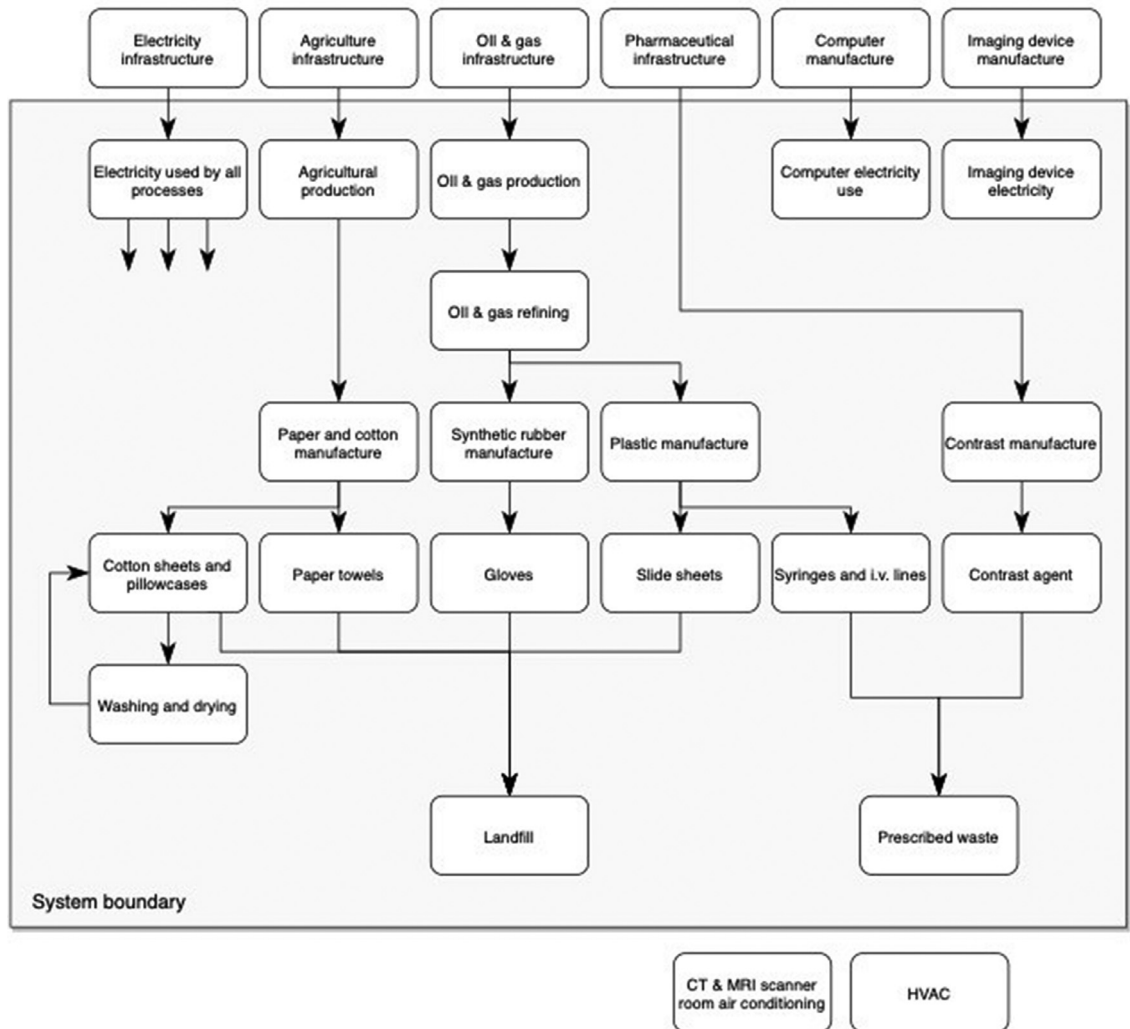 Electricity
infrastructure
Agriculture
infrastructure
OIl & gas
infrastructure
Pharmaceutical
infrastructure
Computer
manufacture
Imaging device
manufacture
Electricity used by all
processes
Agricultural
production
OIl & gas production
Computer electricity
use
Imaging device
electricity
OIl & gas refining
Paper and cotton
manufacture
Synthetic rubber
manufacture
Plastic manufacture
Contrast manufacture
Cotton sheets and
pillowcases
Paper towels
Gloves
Slide sheets
Syringes and i.v. lines
Contrast agent
Washing and drying
Landfill
Prescribed waste
System boundary
CT & MRI scanner
room air conditioning
HVAC